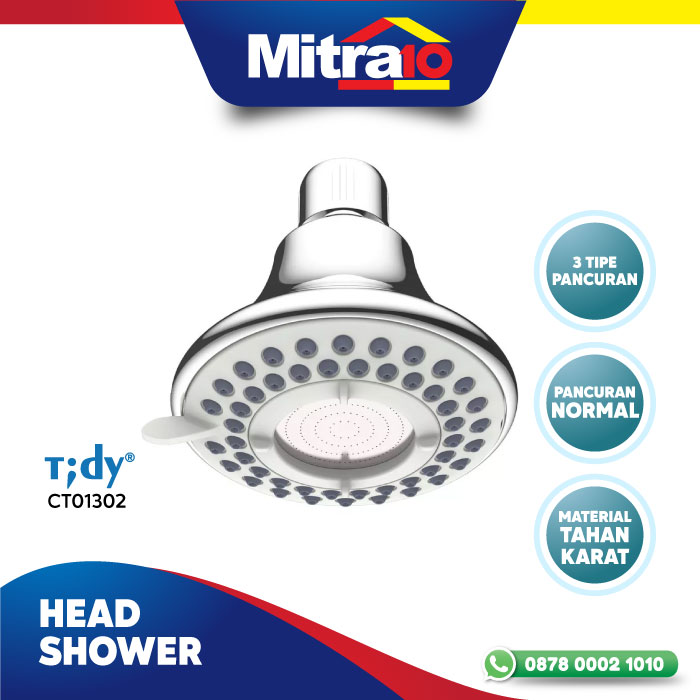 Mitra10
3 TIPE
PANCURAN
PANCURAN
NORMAL
Tidy®
CT01302
MATERIAL
TAHAN
KARAT
HEAD
SHOWER
0878 0002 1010